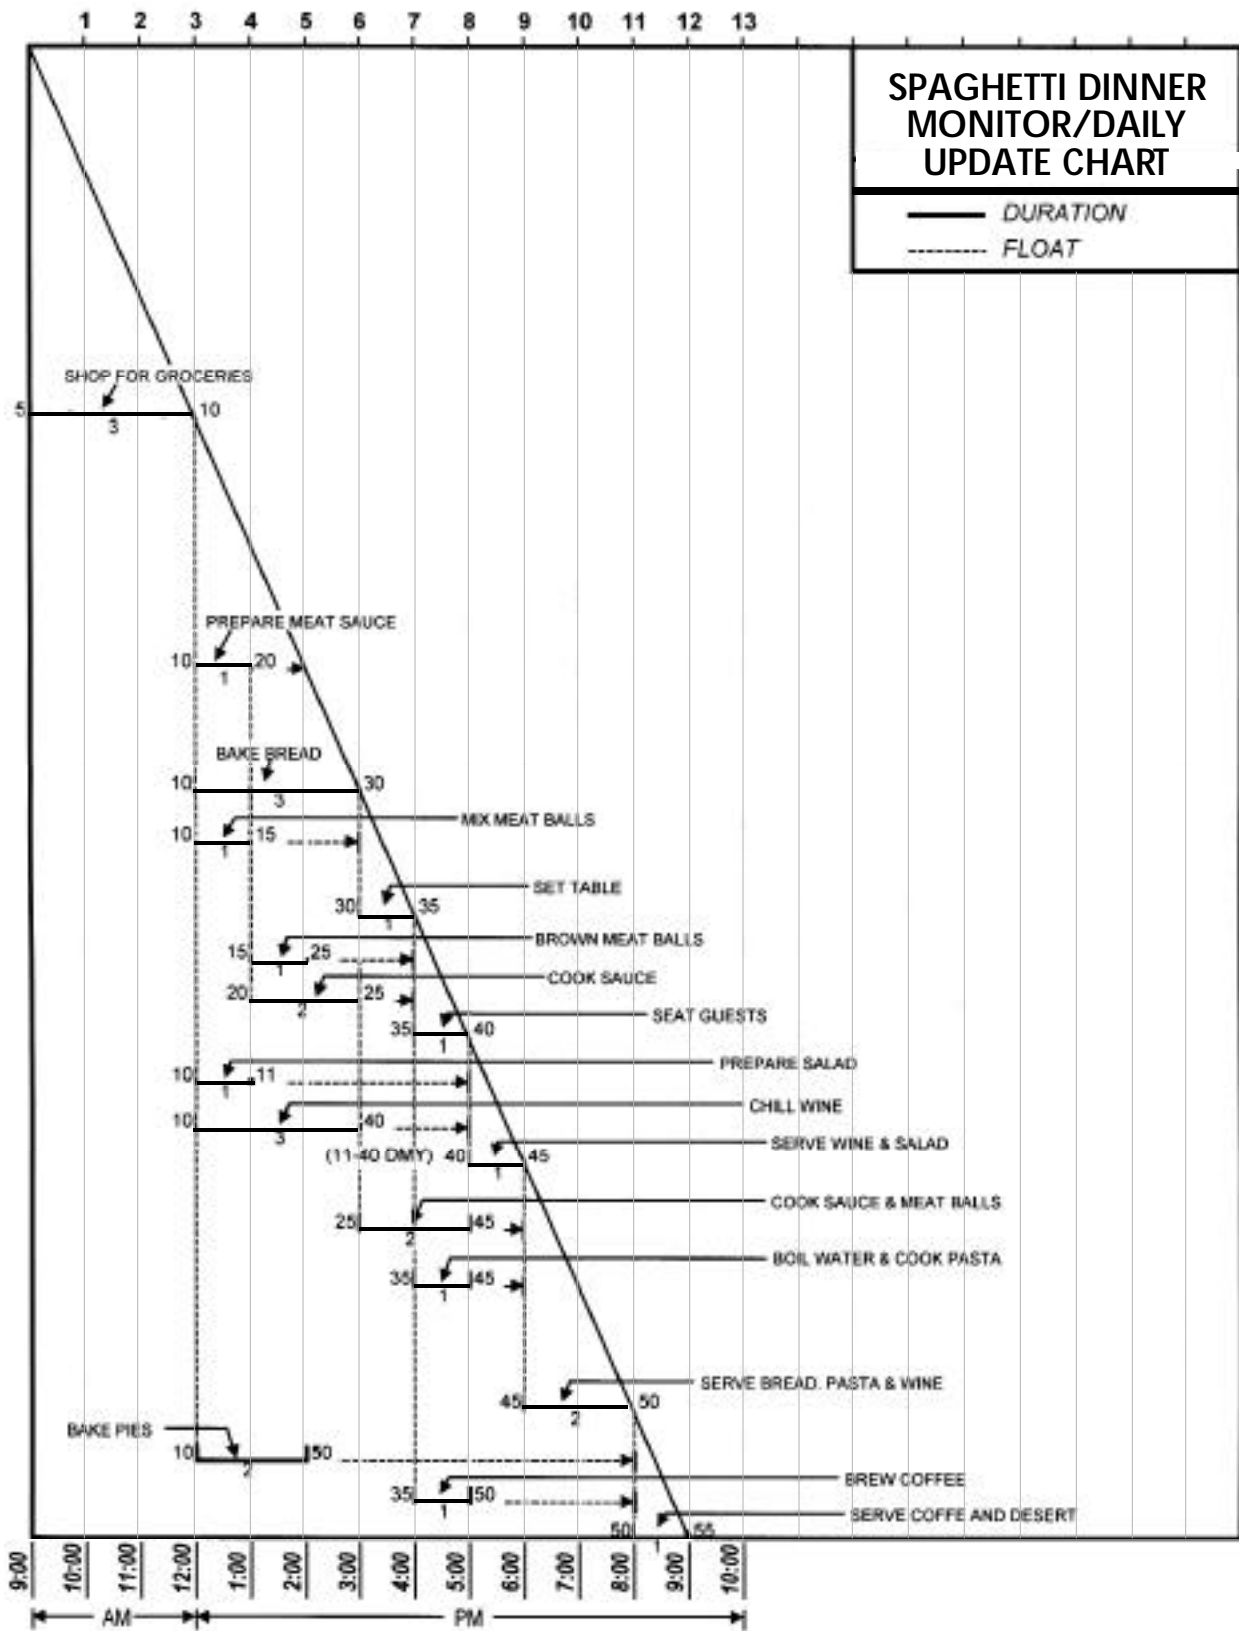 1 2 3 4 5 6 7 8 9 10 11 12 13
SPAGHETTI DINNER
MONITOR/DAILY
UPDATE CHART
DURATION
FLOAT
SHOP FOR GROCERIES
5 10
3
PREPARE MEAT SAUCE
10 20
1
BAKE BREAD
10 30
3
MIX MEAT BALLS
10 15
1
SET TABLE
30 35
1
BROWN MEAT BALLS
15 25
1
COOK SAUCE
20 25
2
SEAT GUESTS
35 40
1
PREPARE SALAD
10 11
1
CHILL WINE
10 40
3
SERVE WINE & SALAD
(11-40 DMY) 40 45
1
COOK SAUCE & MEAT BALLS
25 45
2
BOIL WATER & COOK PASTA
35 45
1
SERVE BREAD. PASTA & WINE
45 50
2
BAKE PIES
10 50
2
BREW COFFEE
35 50
1
SERVE COFFE AND DESERT
50 55
1
9:00 10:00 11:00 12:00 1:00 2:00 3:00 4:00 5:00 6:00 7:00 8:00 9:00 10:00
AM PM